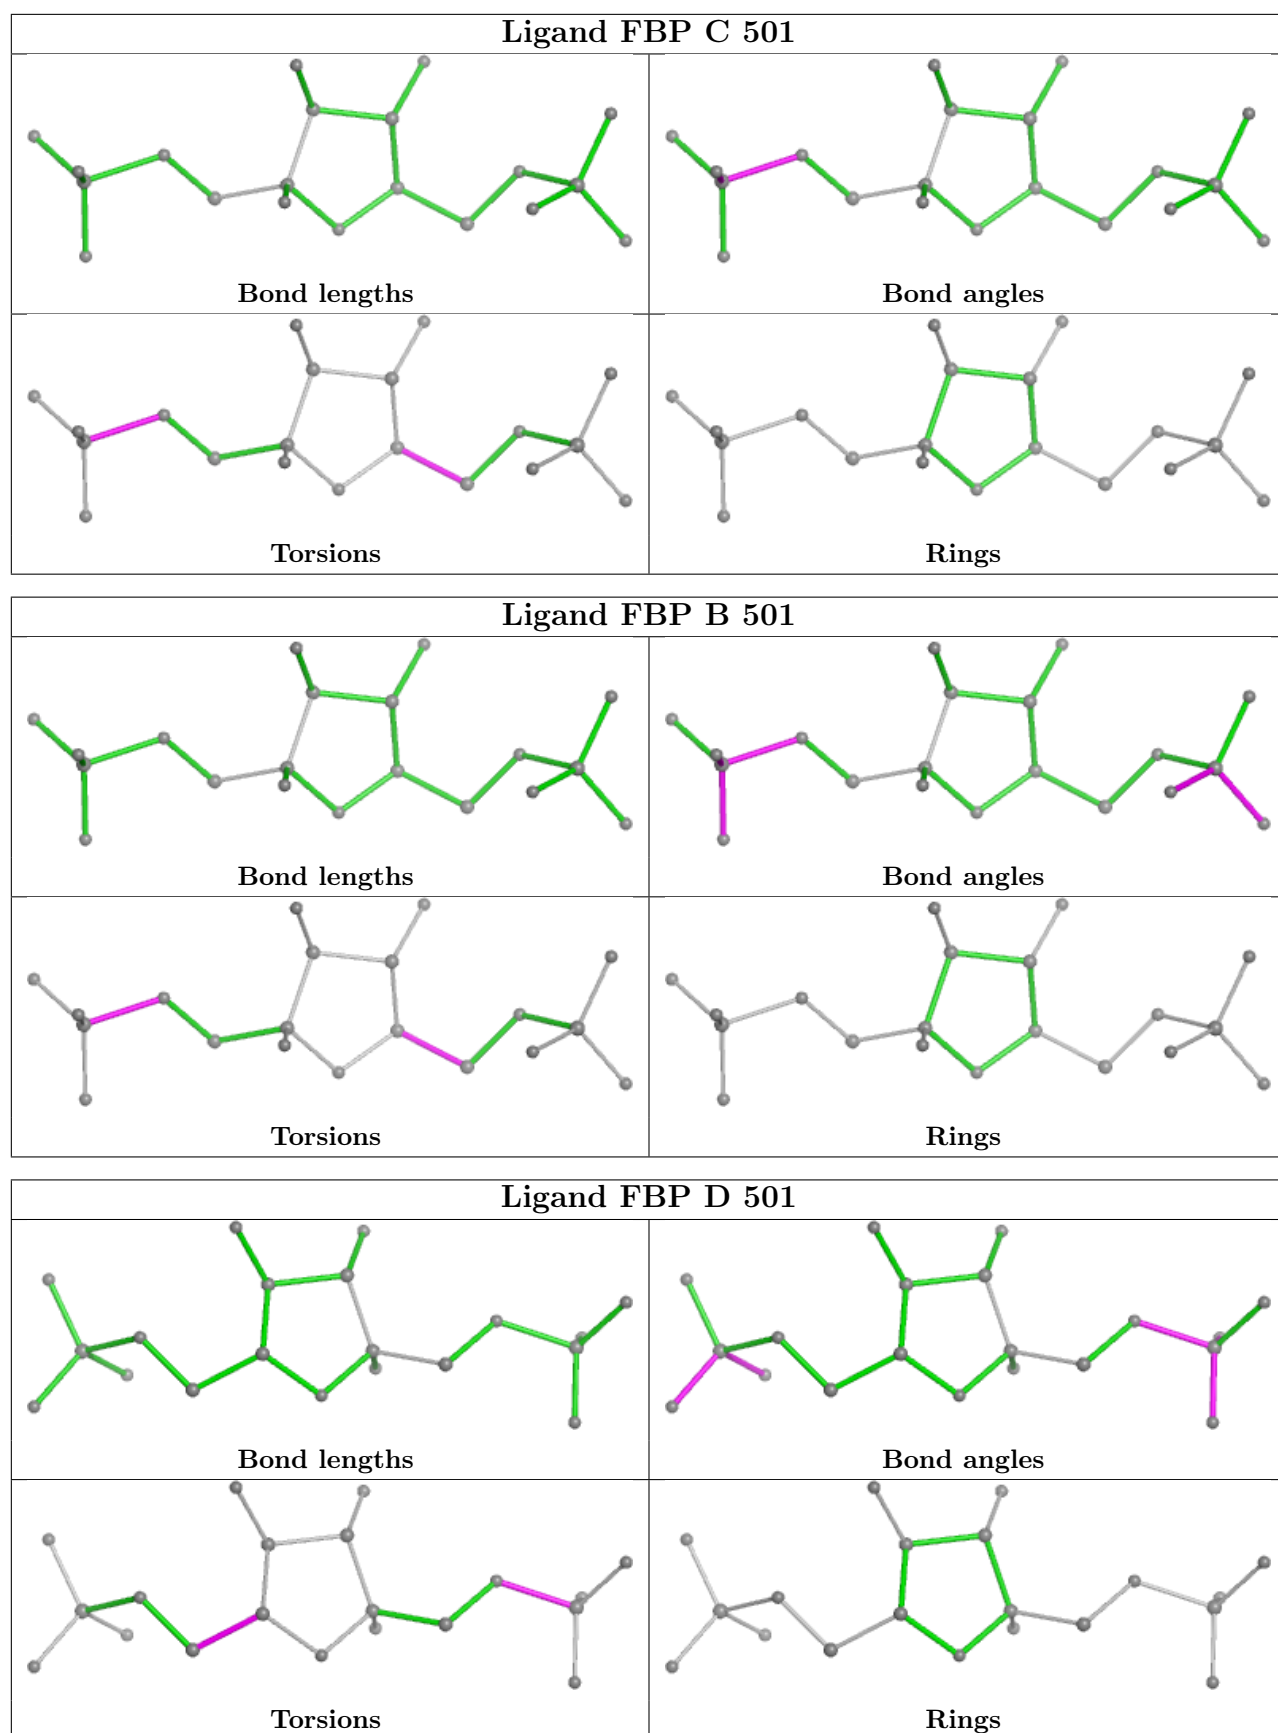 Ligand FBP C 501
Bond lengths
Bond angles
Torsions
Rings
Ligand FBP B 501
Bond lengths
Bond angles
Torsions
Rings
Ligand FBP D 501
Bond lengths
Bond angles
Torsions
Rings